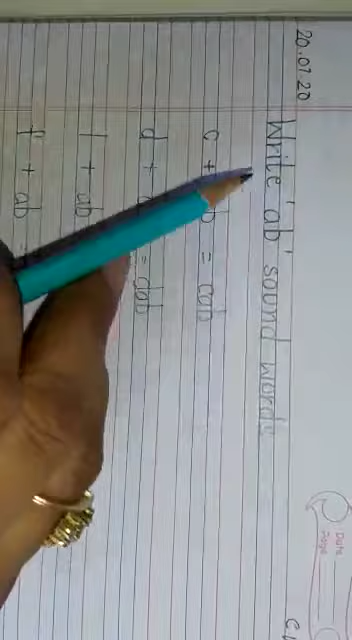 20.07.20
C.W
Date
Page
Write 'ab' sound words
c + ab = cab
d + = dab
l + ab
f + ab